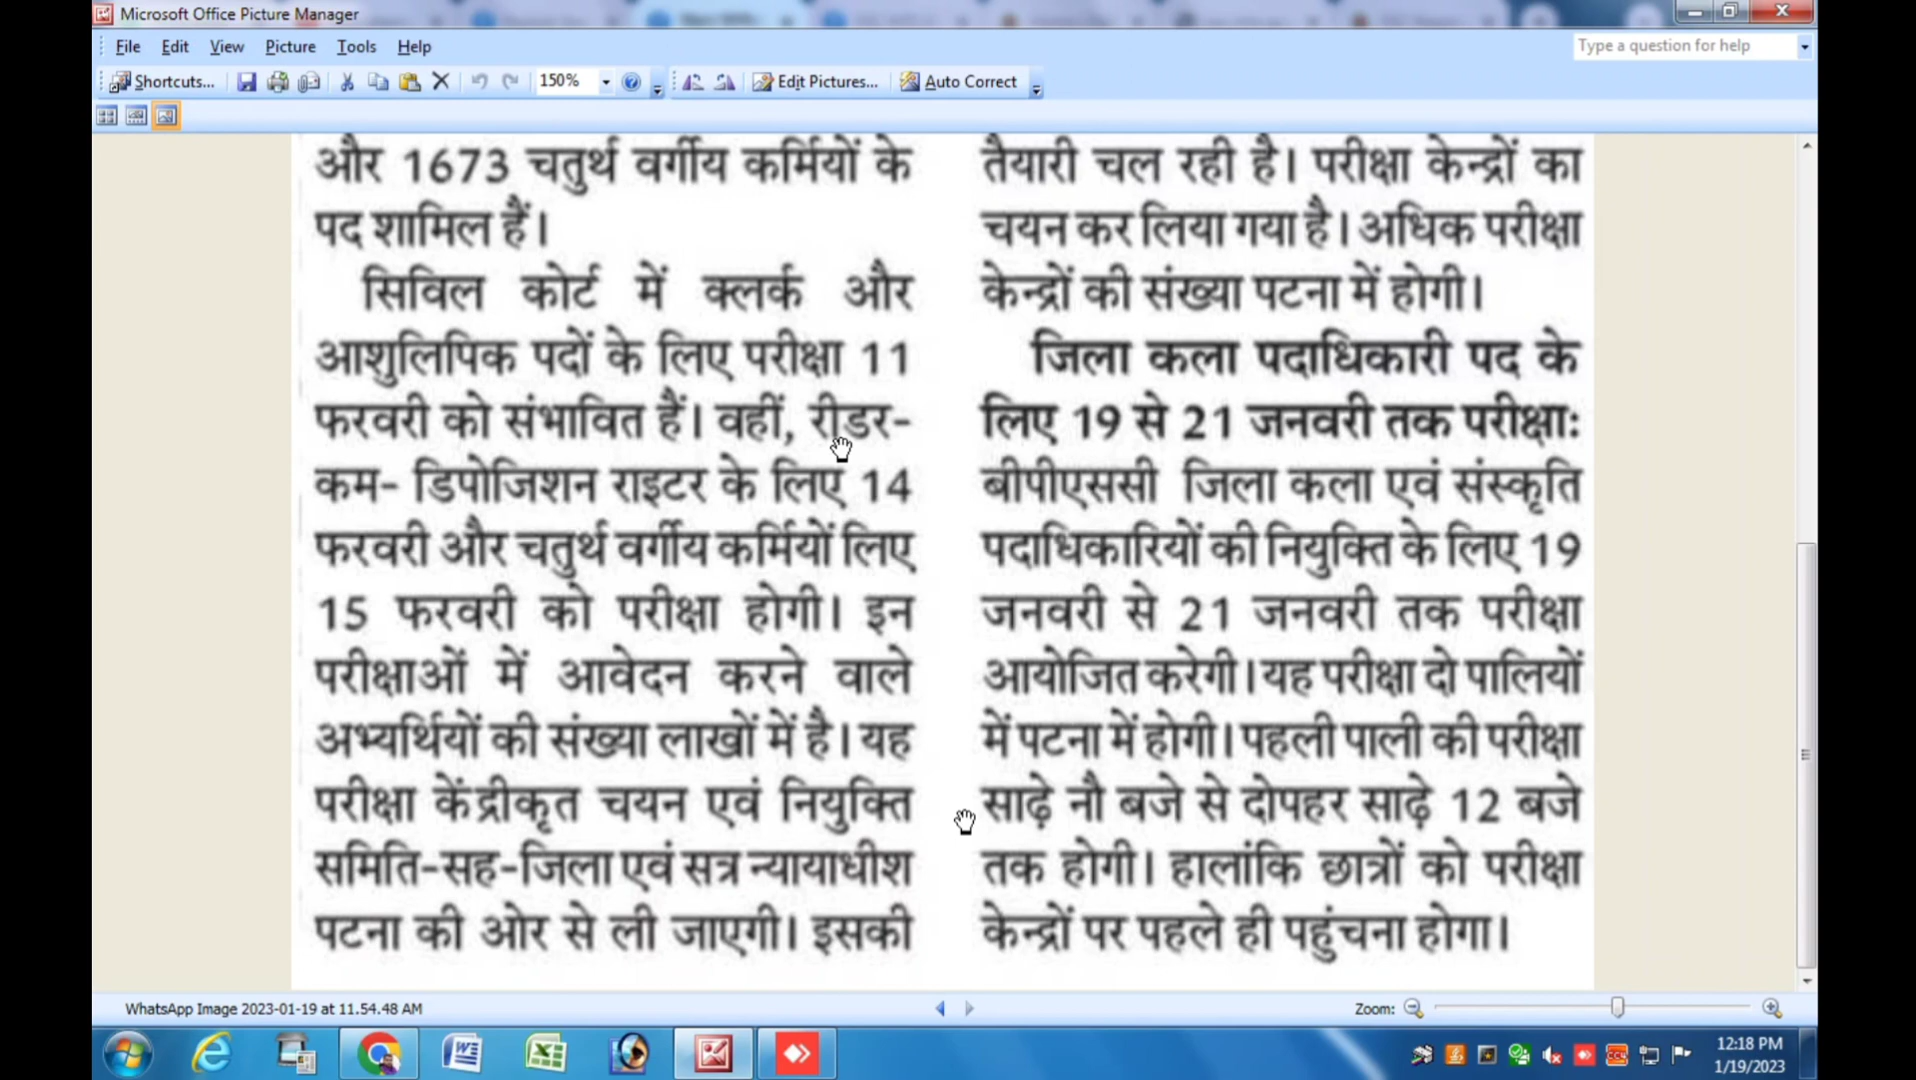 Microsoft Office Picture Manager
File Edit View Picture Tools Help
Type a question for help
Shortcuts... 150% Edit Pictures... Auto Correct
और 1673 चतुर्थ वर्गीय कर्मियों के
पद शामिल हैं।
सिविल कोर्ट में क्लर्क और
आशुलिपिक पदों के लिए परीक्षा 11
फरवरी को संभावित हैं। वहीं, रीडर-
कम- डिपोजिशन राइटर के लिए 14
फरवरी और चतुर्थ वर्गीय कर्मियों लिए
15 फरवरी को परीक्षा होगी। इन
परीक्षाओं में आवेदन करने वाले
अभ्यर्थियों की संख्या लाखों में है। यह
परीक्षा केंद्रीकृत चयन एवं नियुक्ति
समिति-सह-जिला एवं सत्र न्यायाधीश
पटना की ओर से ली जाएगी। इसकी
तैयारी चल रही है। परीक्षा केन्द्रों का
चयन कर लिया गया है। अधिक परीक्षा
केन्द्रों की संख्या पटना में होगी।
जिला कला पदाधिकारी पद के
लिए 19 से 21 जनवरी तक परीक्षा:
बीपीएससी जिला कला एवं संस्कृति
पदाधिकारियों की नियुक्ति के लिए 19
जनवरी से 21 जनवरी तक परीक्षा
आयोजित करेगी। यह परीक्षा दो पालियों
में पटना में होगी। पहली पाली की परीक्षा
साढ़े नौ बजे से दोपहर साढ़े 12 बजे
तक होगी। हालांकि छात्रों को परीक्षा
केन्द्रों पर पहले ही पहुंचना होगा।
WhatsApp Image 2023-01-19 at 11.54.48 AM
Zoom:
12:18 PM
1/19/2023